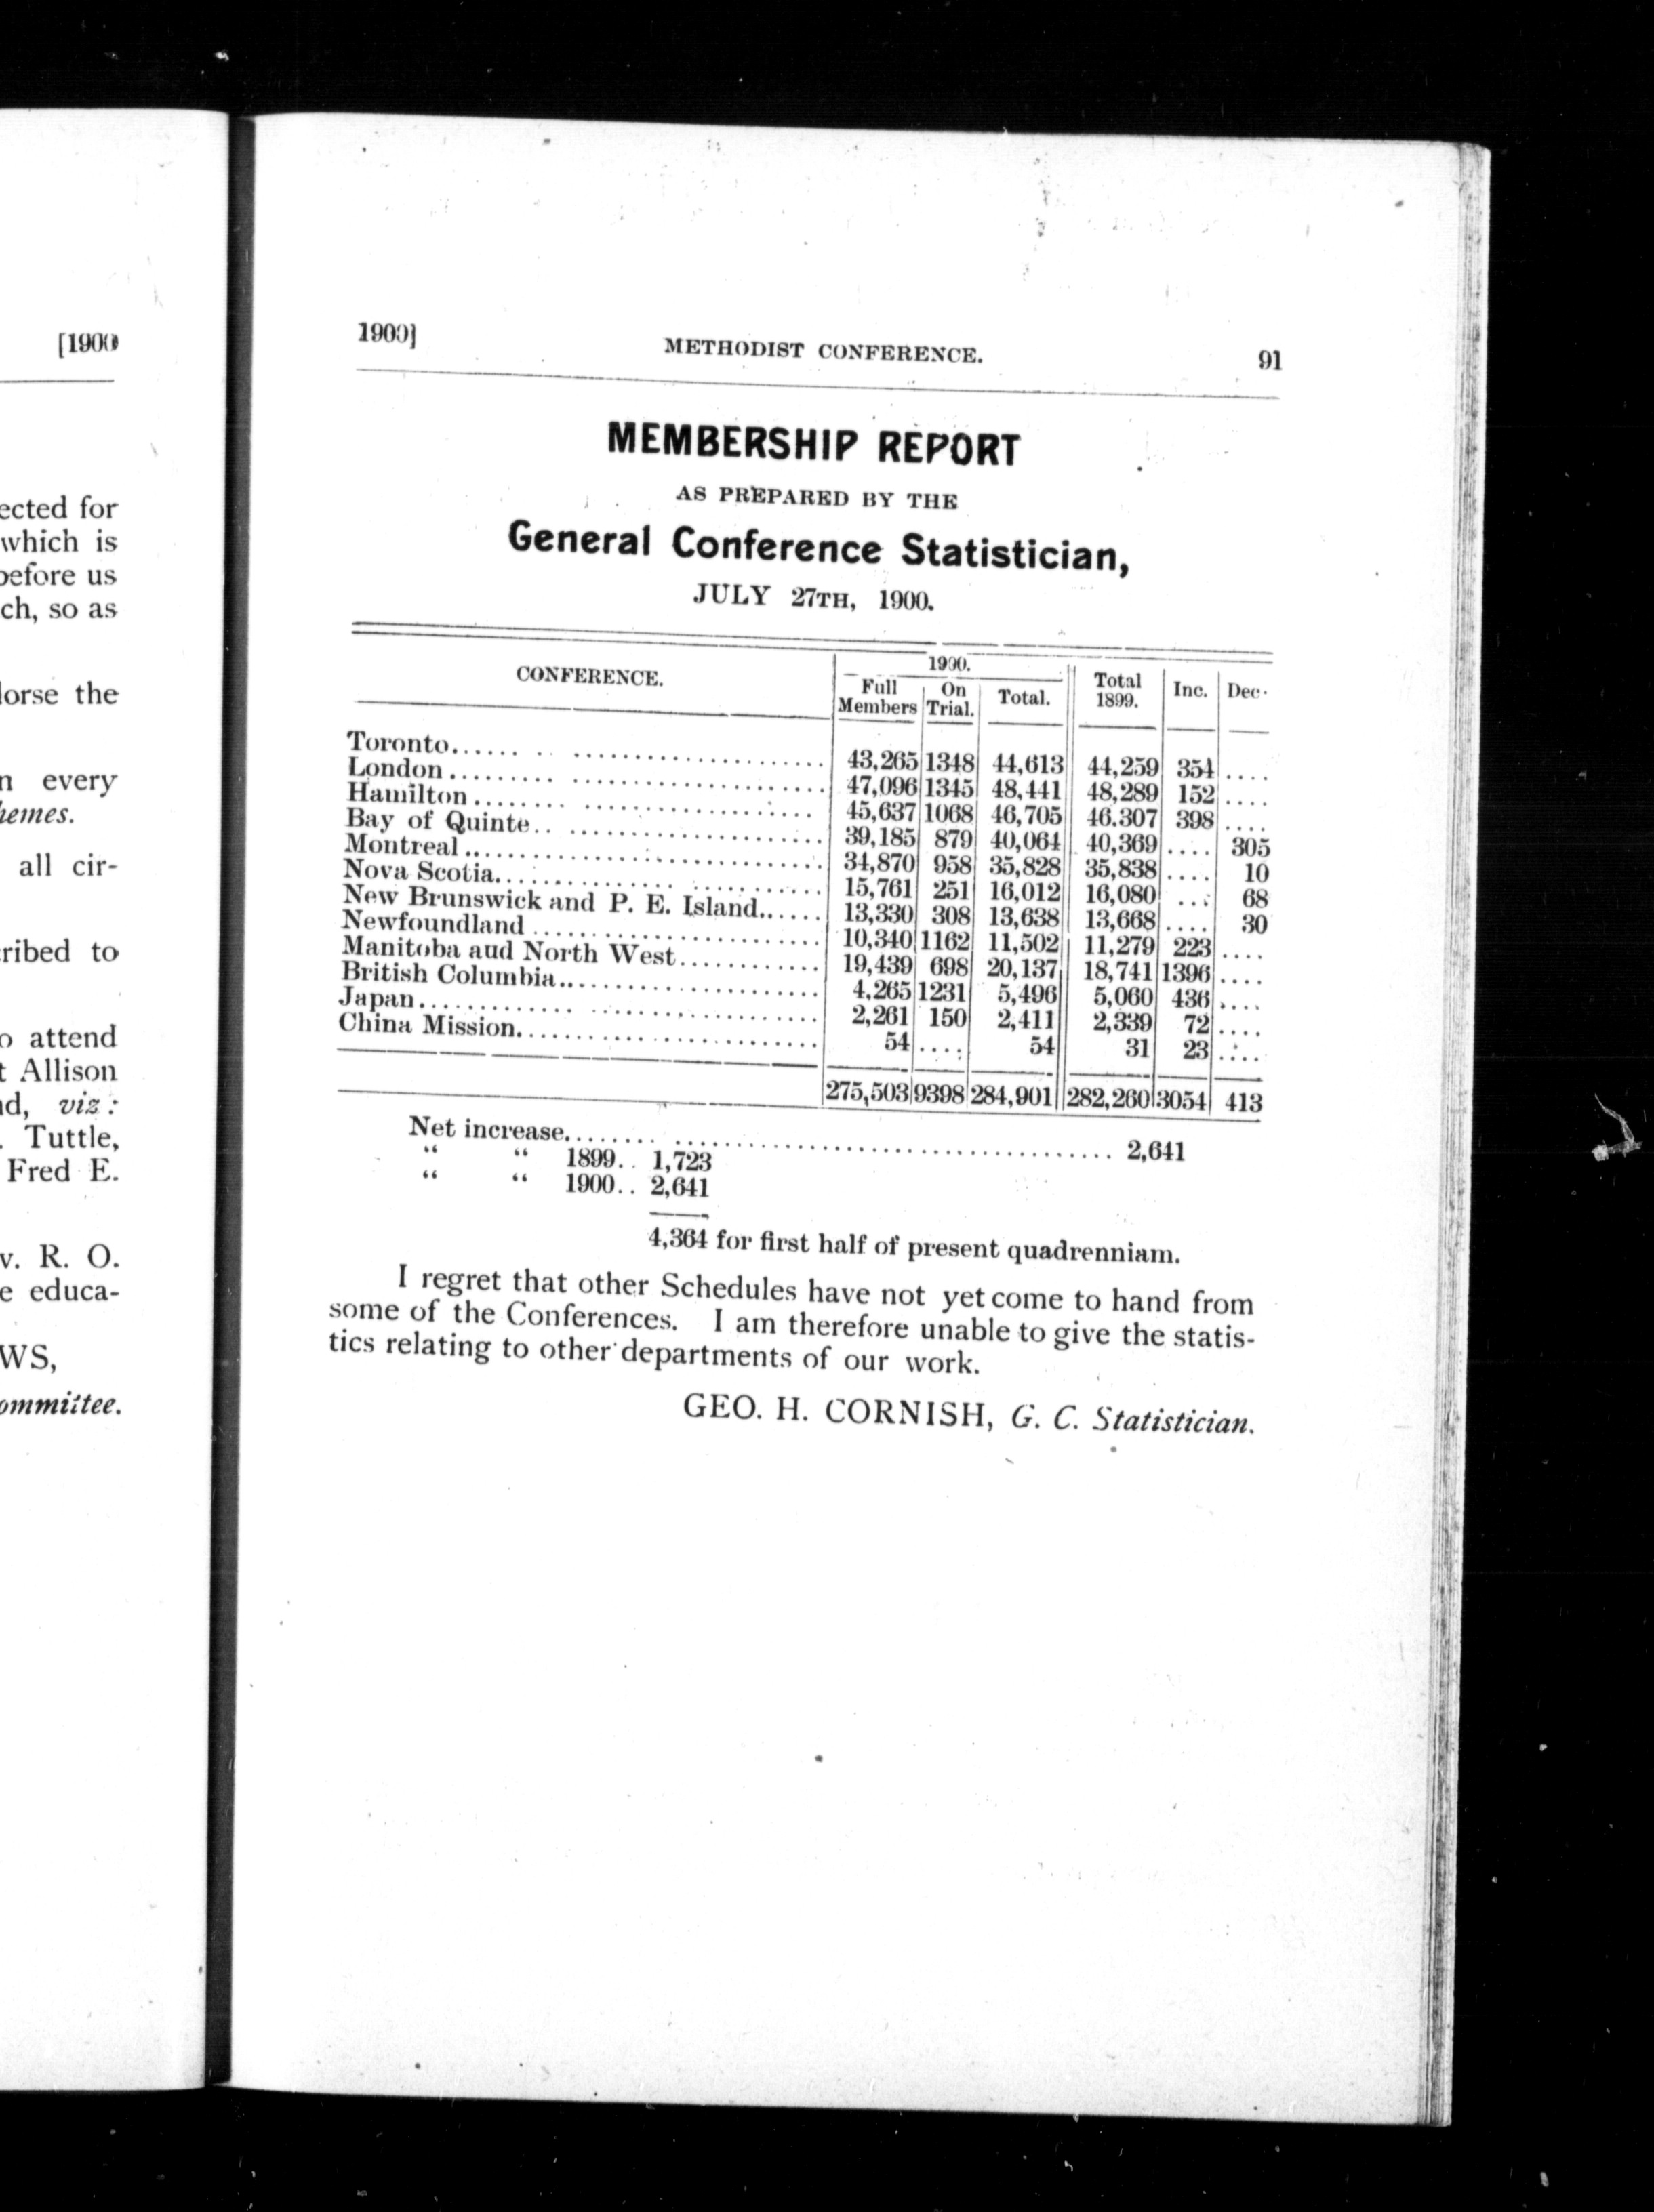 [1900
ected for
which is
before us
ch, so as
lorse the
n every
hemes.
all cir-
cribed to
o attend
t Allison
nd, viz:
. Tuttle,
Fred E.
v. R. O.
e educa-
WS,
ommittee.
1900] METHODIST CONFERENCE. 91
MEMBERSHIP REPORT
AS PREPARED BY THE
General Conference Statistician,
JULY 27TH, 1900.
CONFERENCE. 1900. Full Members On Trial. Total. Total 1899. Inc. Dec.
Toronto 43,265 1348 44,613 44,259 354 ....
London 47,096 1345 48,441 48,289 152 ....
Hamilton 45,637 1068 46,705 46.307 398 ....
Bay of Quinte 39,185 879 40,064 40,369 .... 305
Montreal 34,870 958 35,828 35,838 .... 10
Nova Scotia 15,761 251 16,012 16,080 ... 68
New Brunswick and P. E. Island 13,330 308 13,638 13,668 .... 30
Newfoundland 10,340 1162 11,502 11,279 223 ....
Manitoba aud North West 19,439 698 20,137 18,741 1396 ....
British Columbia 4,265 1231 5,496 5,060 436 ....
Japan 2,261 150 2,411 2,339 72 ....
China Mission 54 .... 54 31 23 ....
275,503 9398 284,901 282,260 3054 413
Net increase 2,641
“ “ 1899.. 1,723
“ “ 1900.. 2,641
4,364 for first half of present quadrenniam.
I regret that other Schedules have not yet come to hand from
some of the Conferences. I am therefore unable to give the statis-
tics relating to other departments of our work.
GEO. H. CORNISH, G. C. Statistician.